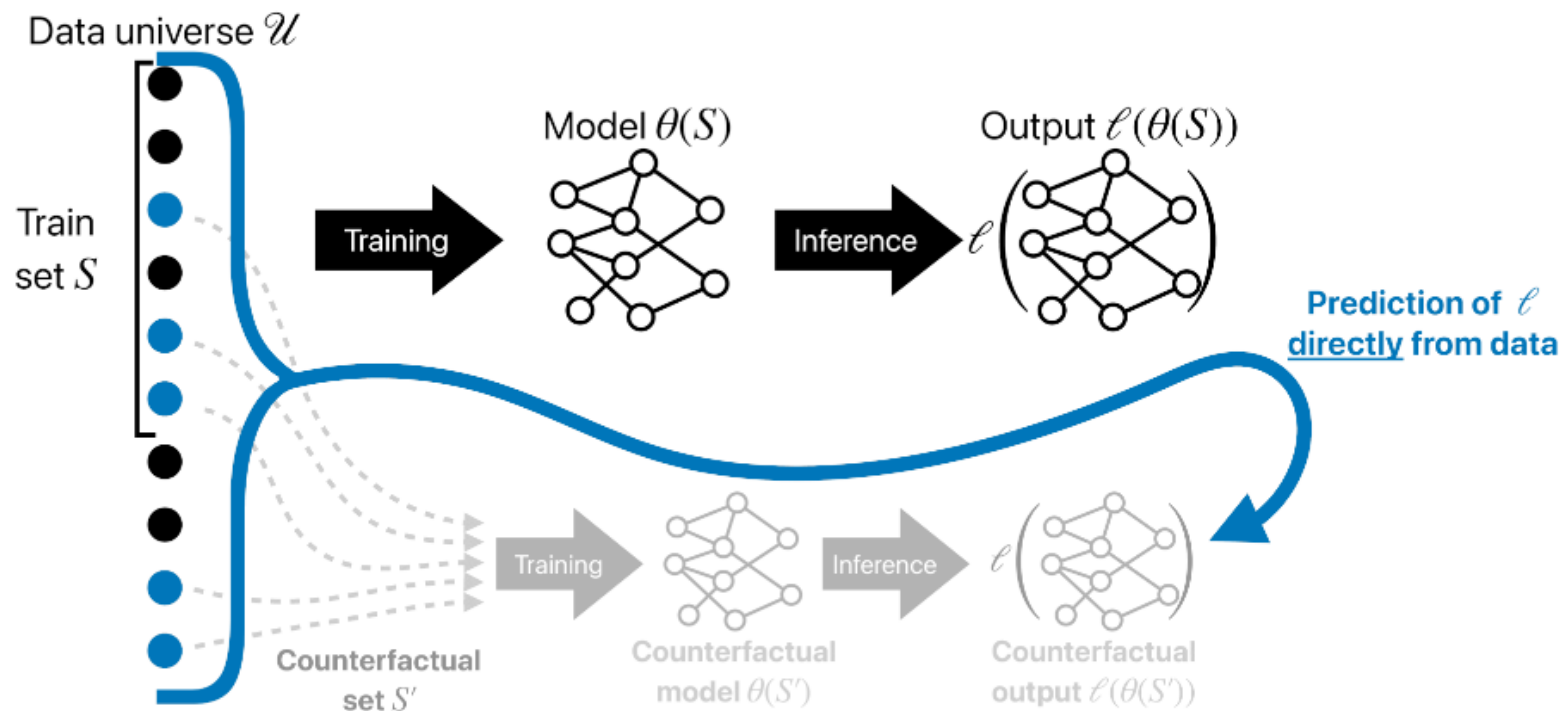 Data universe 𝒰
Train
set S
Training
Model θ(S)
Inference
Output ℓ(θ(S))
ℓ
Prediction of ℓ
directly from data
Training
Inference
ℓ
Counterfactual
set S′
Counterfactual
model θ(S′)
Counterfactual
output ℓ(θ(S′))